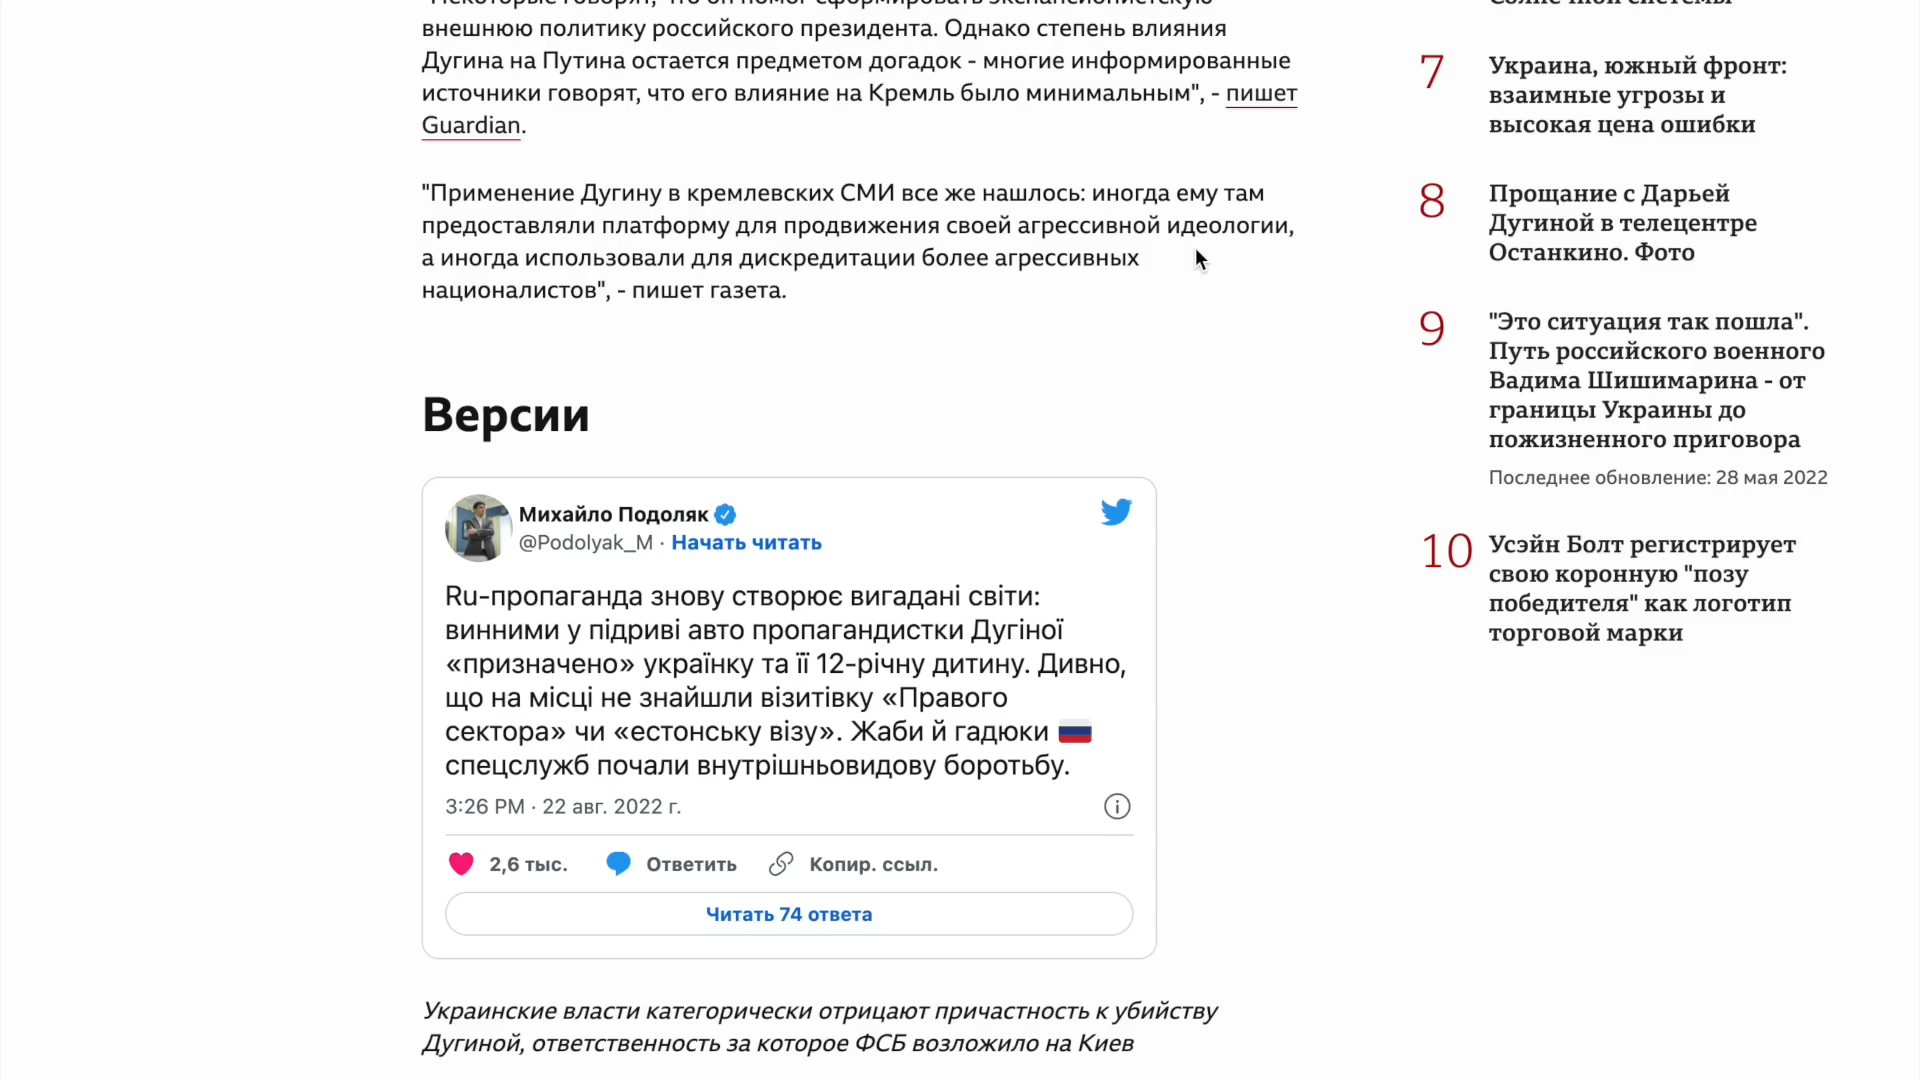 внешнюю политику российского президента. Однако степень влияния
Дугина на Путина остается предметом догадок - многие информированные
источники говорят, что его влияние на Кремль было минимальным", - пишет
Guardian.
"Применение Дугину в кремлевских СМИ все же нашлось: иногда ему там
предоставляли платформу для продвижения своей агрессивной идеологии,
а иногда использовали для дискредитации более агрессивных
националистов", - пишет газета.
Версии
Михайло Подоляк
@Podolyak_M · Начать читать
Ru-пропаганда знову створює вигадані світи:
винними у підриві авто пропагандистки Дугіної
«призначено» українку та її 12-річну дитину. Дивно,
що на місці не знайшли візитівку «Правого
сектора» чи «естонську візу». Жаби й гадюки 🇷🇺
спецслужб почали внутрішньовидову боротьбу.
3:26 PM · 22 авг. 2022 г.
2,6 тыс. Ответить Копир. ссыл.
Читать 74 ответа
Украинские власти категорически отрицают причастность к убийству
Дугиной, ответственность за которое ФСБ возложило на Киев
7 Украина, южный фронт:
взаимные угрозы и
высокая цена ошибки
8 Прощание с Дарьей
Дугиной в телецентре
Останкино. Фото
9 "Это ситуация так пошла".
Путь российского военного
Вадима Шишимарина - от
границы Украины до
пожизненного приговора
Последнее обновление: 28 мая 2022
10 Усэйн Болт регистрирует
свою коронную "позу
победителя" как логотип
торговой марки